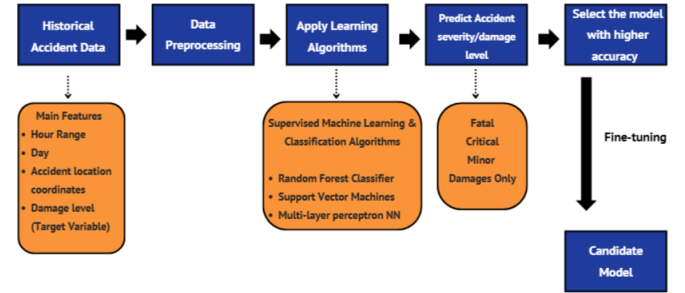 Historical
Accident Data
Data
Preprocessing
Apply Learning
Algorithms
Predict Accident
severity/damage
level
Select the model
with higher
accuracy
Main Features
• Hour Range
• Day
• Accident location
coordinates
• Damage level
(Target Variable)
Supervised Machine Learning &
Classification Algorithms
• Random Forest Classifier
• Support Vector Machines
• Multi-layer perceptron NN
Fatal
Critical
Minor
Damages Only
Fine-tuning
Candidate
Model